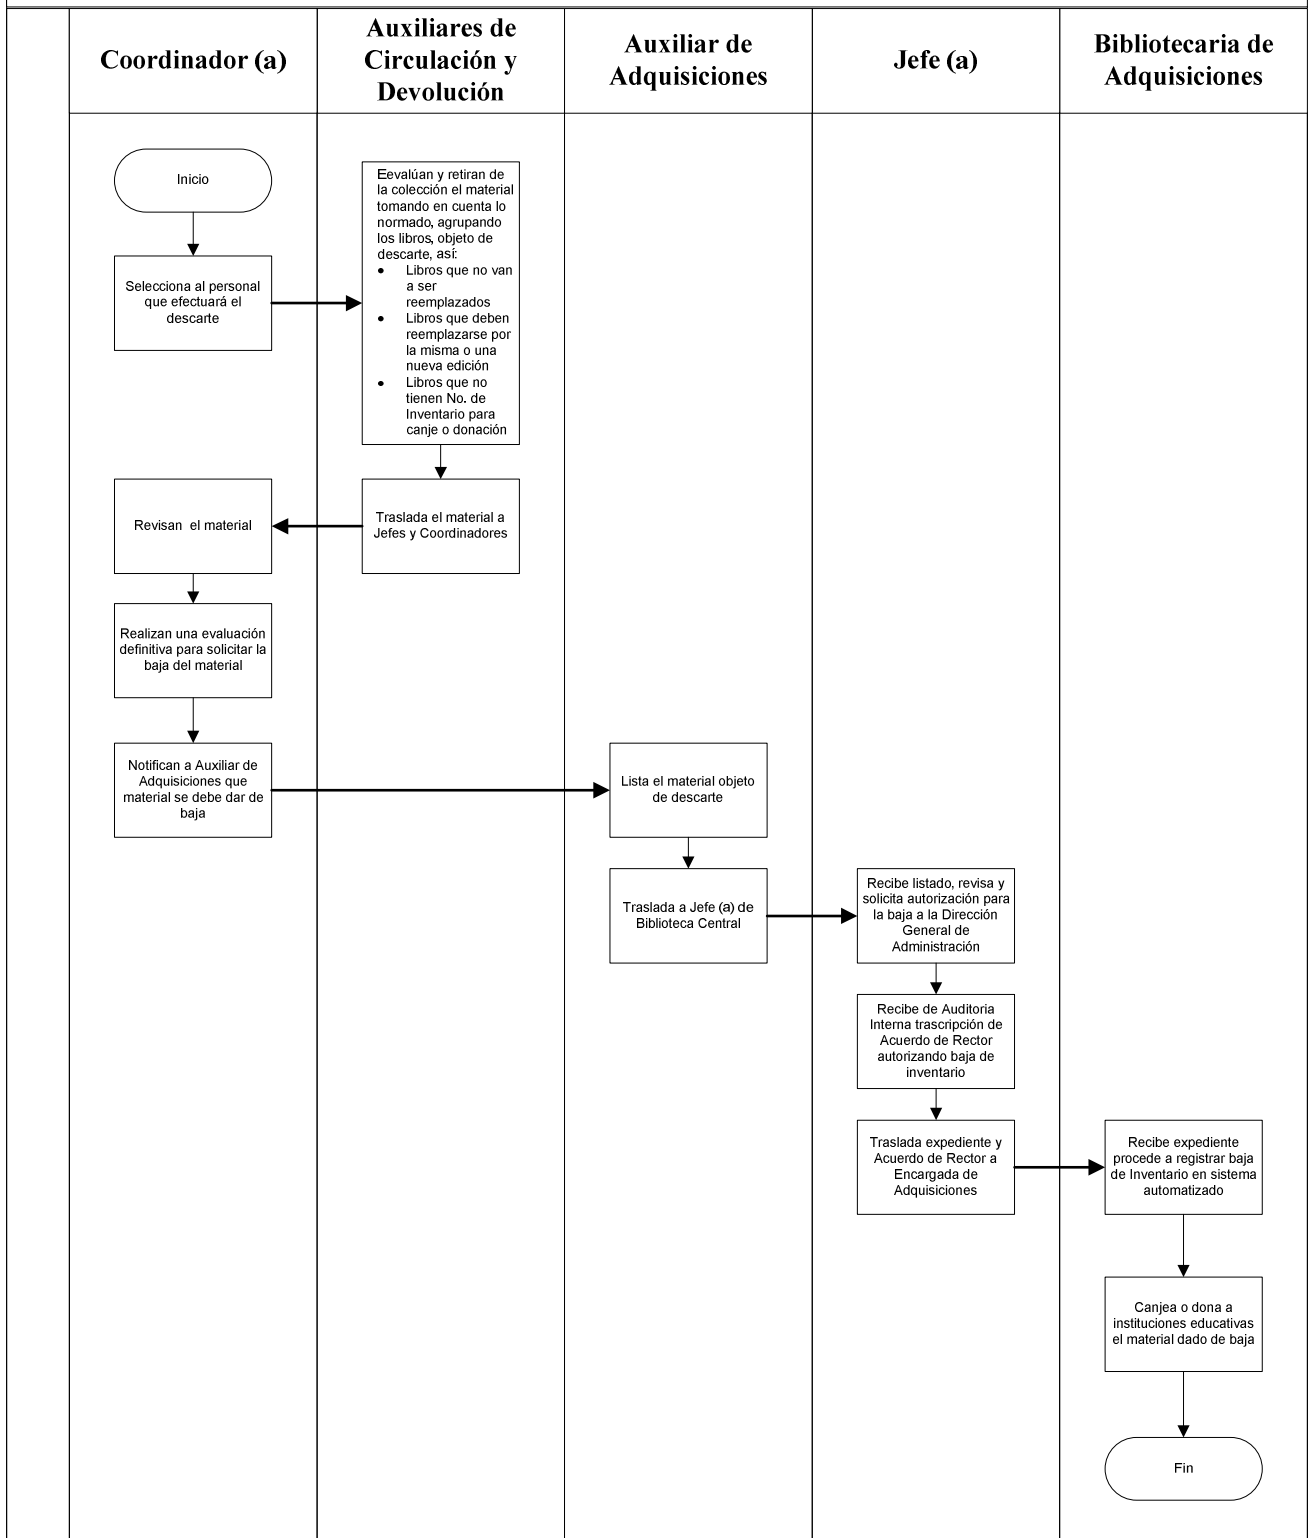 Coordinador (a)
Auxiliares de
Circulación y
Devolución
Auxiliar de
Adquisiciones
Jefe (a)
Bibliotecaria de
Adquisiciones
Inicio
Selecciona al personal
que efectuará el
descarte
Eevalúan y retiran de
la colección el material
tomando en cuenta lo
normado, agrupando
los libros, objeto de
descarte, así:
• Libros que no van
a ser
reemplazados
• Libros que deben
reemplazarse por
la misma o una
nueva edición
• Libros que no
tienen No. de
Inventario para
canje o donación
Traslada el material a
Jefes y Coordinadores
Revisan el material
Realizan una evaluación
definitiva para solicitar la
baja del material
Notifican a Auxiliar de
Adquisiciones que
material se debe dar de
baja
Lista el material objeto
de descarte
Traslada a Jefe (a) de
Biblioteca Central
Recibe listado, revisa y
solicita autorización para
la baja a la Dirección
General de
Administración
Recibe de Auditoria
Interna trascripción de
Acuerdo de Rector
autorizando baja de
inventario
Traslada expediente y
Acuerdo de Rector a
Encargada de
Adquisiciones
Recibe expediente
procede a registrar baja
de Inventario en sistema
automatizado
Canjea o dona a
instituciones educativas
el material dado de baja
Fin